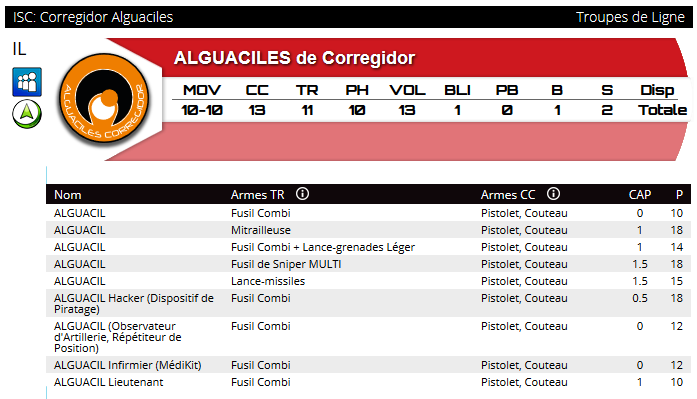 ISC: Corregidor Alguaciles Troupes de Ligne
IL
ALGUACILES de Corregidor
ALGUACILES CORREGIDOR
MOV CC TR PH VOL BLI PB B S Disp
10-10 13 11 10 13 1 0 1 2 Totale
Nom Armes TR Armes CC CAP P
ALGUACIL Fusil Combi Pistolet, Couteau 0 10
ALGUACIL Mitrailleuse Pistolet, Couteau 1 18
ALGUACIL Fusil Combi + Lance-grenades Léger Pistolet, Couteau 1 14
ALGUACIL Fusil de Sniper MULTI Pistolet, Couteau 1.5 18
ALGUACIL Lance-missiles Pistolet, Couteau 1.5 15
ALGUACIL Hacker (Dispositif de Fusil Combi Pistolet, Couteau 0.5 18
Piratage)
ALGUACIL (Observateur Fusil Combi Pistolet, Couteau 0 12
d'Artillerie, Répétiteur de
Position)
ALGUACIL Infirmier (MédiKit) Fusil Combi Pistolet, Couteau 0 12
ALGUACIL Lieutenant Fusil Combi Pistolet, Couteau 1 10